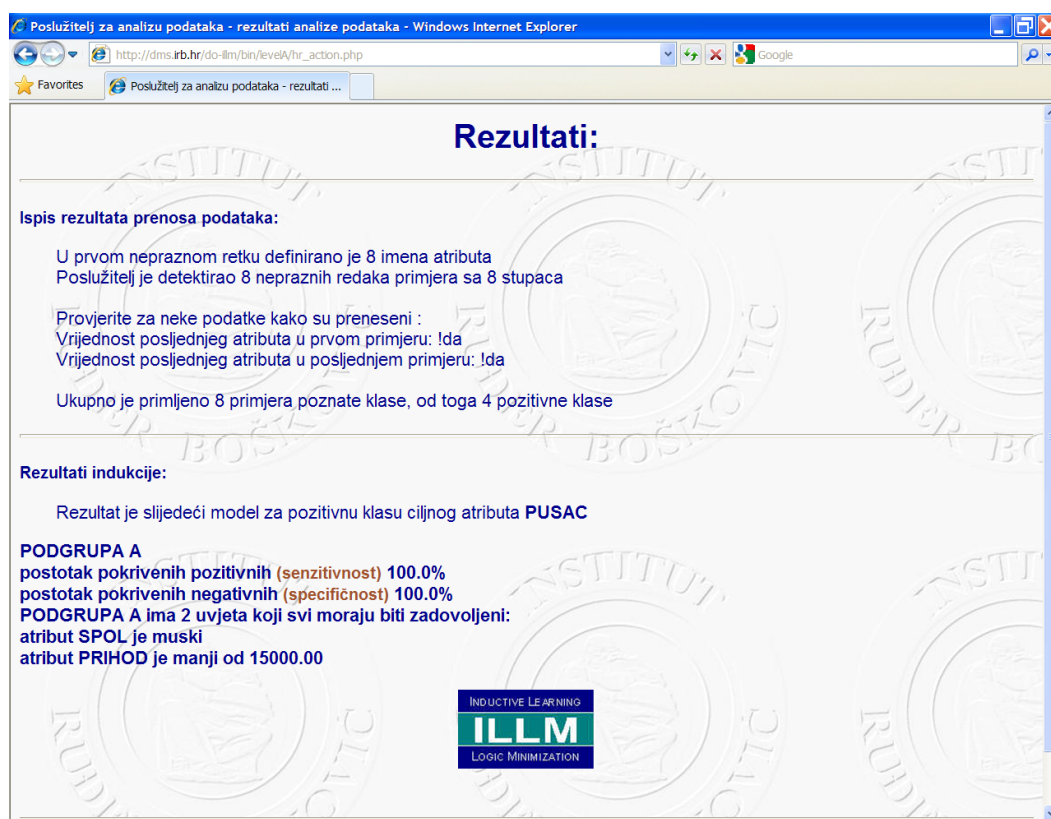 Poslužitelj za analizu podataka - rezultati analize podataka - Windows Internet Explorer
http://dms.irb.hr/do-illm/bin/levelA/hr_action.php
Google
Favorites
Poslužitelj za analizu podataka - rezultati ...
Rezultati:
Ispis rezultata prenosa podataka:
U prvom nepraznom retku definirano je 8 imena atributa
Poslužitelj je detektirao 8 nepraznih redaka primjera sa 8 stupaca
Provjerite za neke podatke kako su preneseni :
Vrijednost posljednjeg atributa u prvom primjeru: !da
Vrijednost posljednjeg atributa u posljednjem primjeru: !da
Ukupno je primljeno 8 primjera poznate klase, od toga 4 pozitivne klase
Rezultati indukcije:
Rezultat je slijedeći model za pozitivnu klasu ciljnog atributa PUSAC
PODGRUPA A
postotak pokrivenih pozitivnih (senzitivnost) 100.0%
postotak pokrivenih negativnih (specifičnost) 100.0%
PODGRUPA A ima 2 uvjeta koji svi moraju biti zadovoljeni:
atribut SPOL je muski
atribut PRIHOD je manji od 15000.00
INDUCTIVE LEARNING
ILLM
LOGIC MINIMIZATION
INSTITUT
RUĐER BOŠKOVIĆ